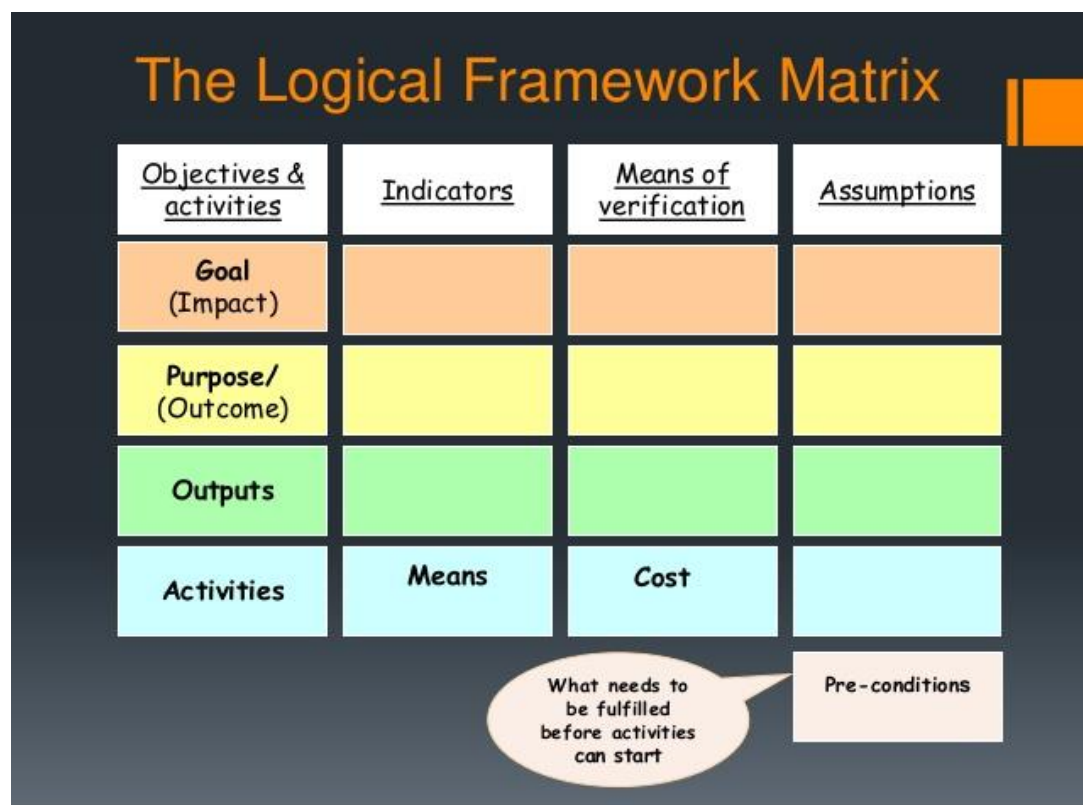 The Logical Framework Matrix
Objectives &
activities
Indicators
Means of
verification
Assumptions
Goal
(Impact)
Purpose/
(Outcome)
Outputs
Activities
Means
Cost
What needs to
be fulfilled
before activities
can start
Pre-conditions